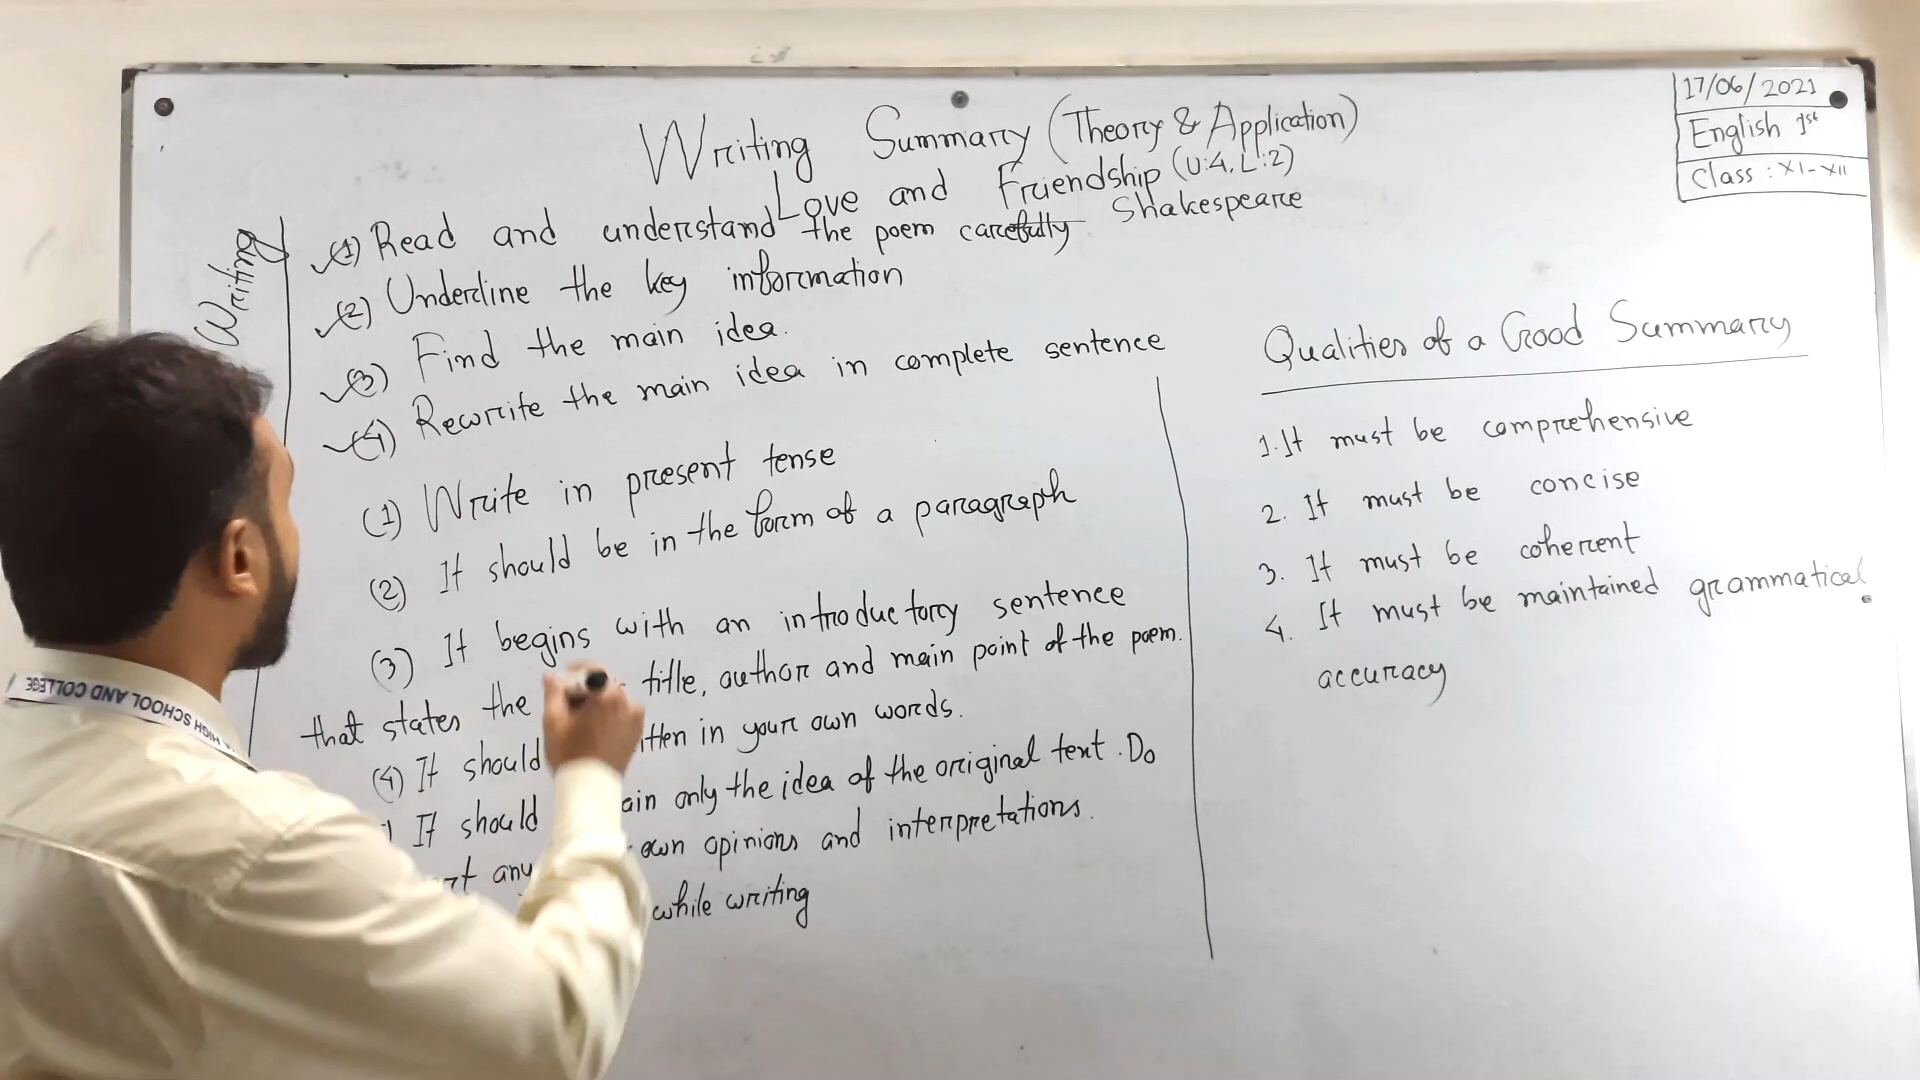 17/06/2021
English 1st
Class : XI-XII
Writing Summary (Theory & Application)
Love and Friendship (U:4, L:2)
Shakespeare
Writing
(1) Read and understand the poem carefully
(2) Underline the key information
(3) Find the main idea.
(4) Rewrite the main idea in complete sentence
(1) Write in present tense
(2) It should be in the form of a paragraph
(3) It begins with an introductory sentence
that states the title, author and main point of the poem.
(4) It should in your own words.
It should only the idea of the original text. Do
own opinions and interpretations.
while writing
Qualities of a Good Summary
1. It must be comprehensive
2. It must be concise
3. It must be coherent
4. It must be maintained grammatical
accuracy
HIGH SCHOOL AND COLLEGE